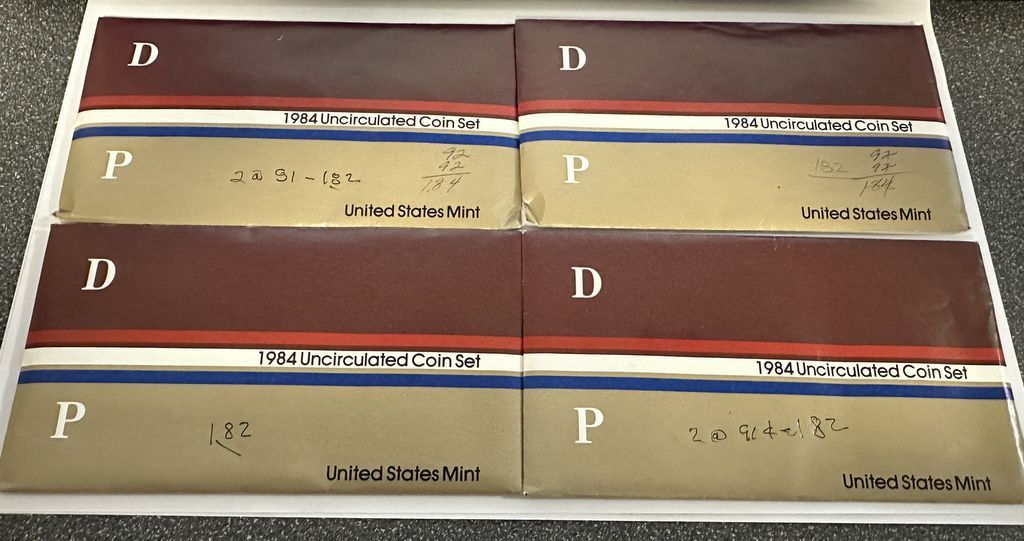 D
1984 Uncirculated Coin Set
P
2 @ 91 - 182
92
92
184
United States Mint
D
1984 Uncirculated Coin Set
P
182
92
92
184
United States Mint
D
1984 Uncirculated Coin Set
P
182
United States Mint
D
1984 Uncirculated Coin Set
P
2 @ 91¢ 182
United States Mint